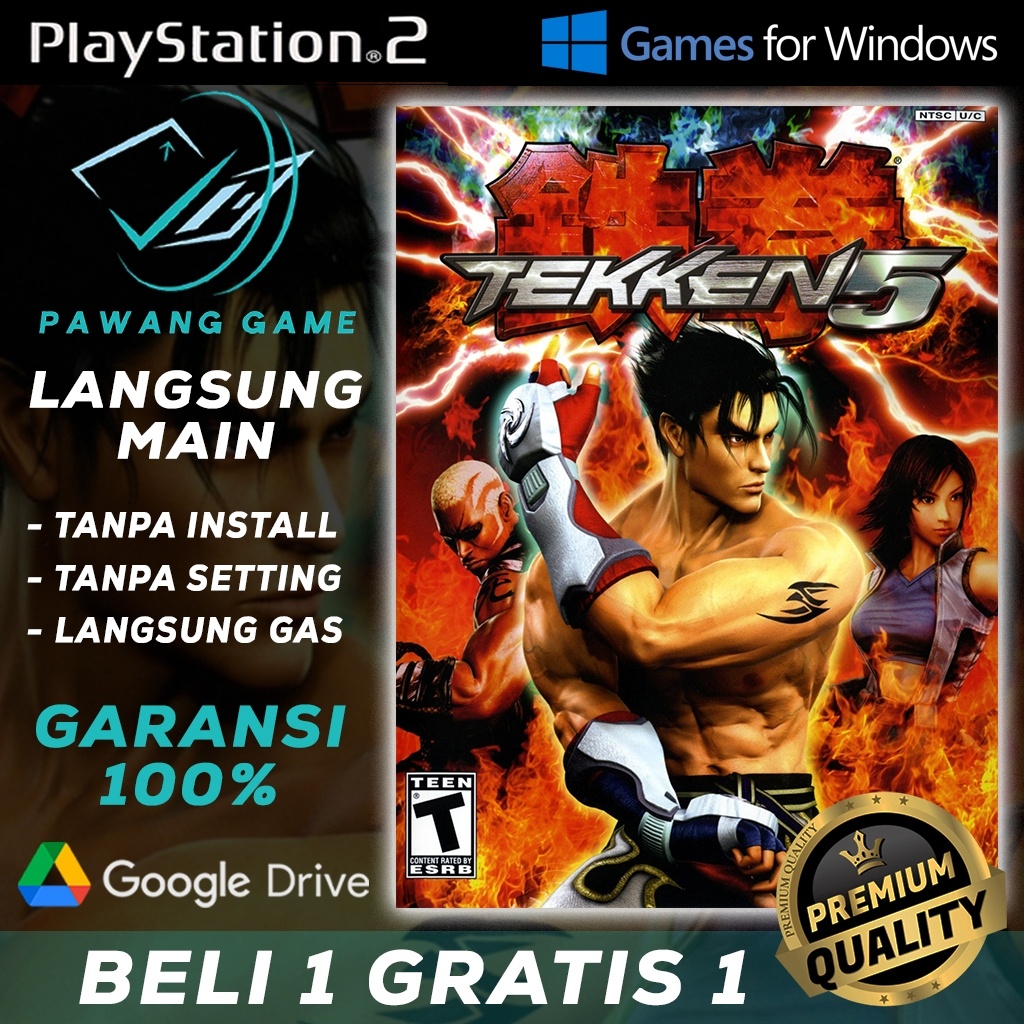 PlayStation®2
Games for Windows
PAWANG GAME
LANGSUNG
MAIN
- TANPA INSTALL
- TANPA SETTING
- LANGSUNG GAS
GARANSI
100%
Google Drive
NTSC U/C
鉄拳®
TEKKEN 5
TEEN
T
CONTENT RATED BY
ESRB
PREMIUM QUALITY
PREMIUM
QUALITY
BELI 1 GRATIS 1